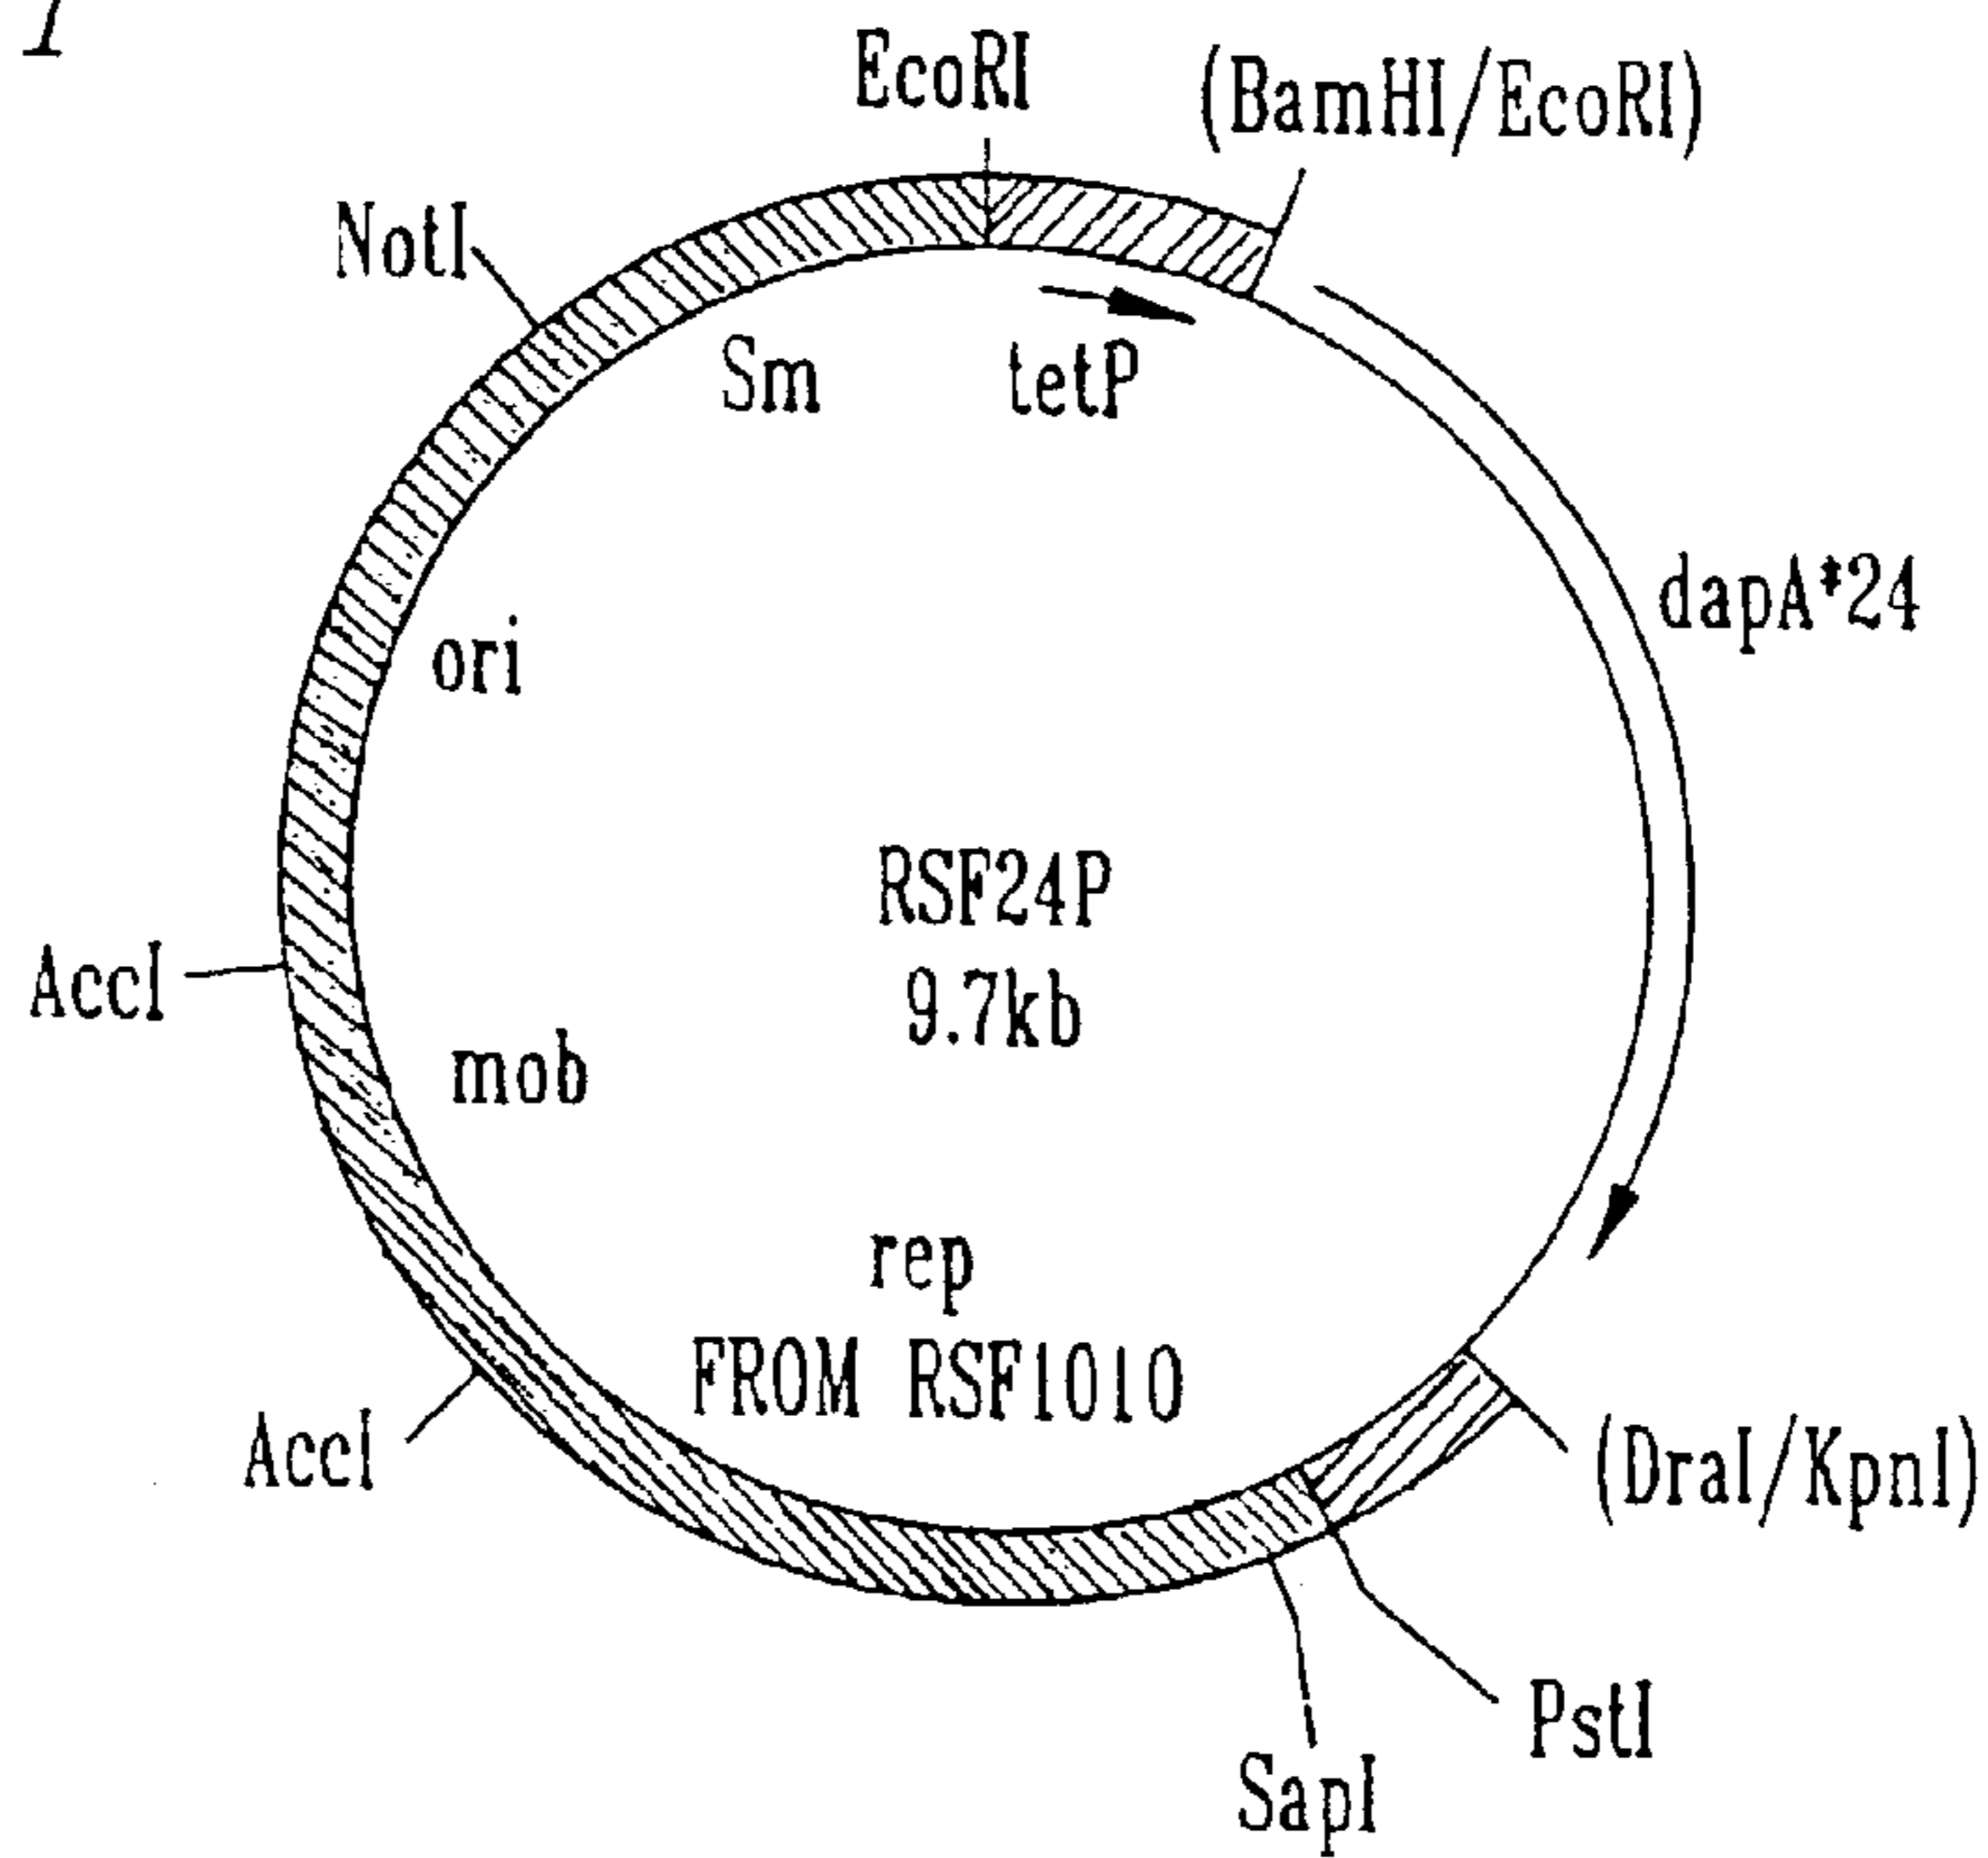 1
EcoRI
(BamHI/EcoRI)
NotI
Sm
tetP
dapA*24
ori
RSF24P
9.7kb
AccI
mob
rep
FROM RSF1010
AccI
(DraI/KpnI)
PstI
SapI